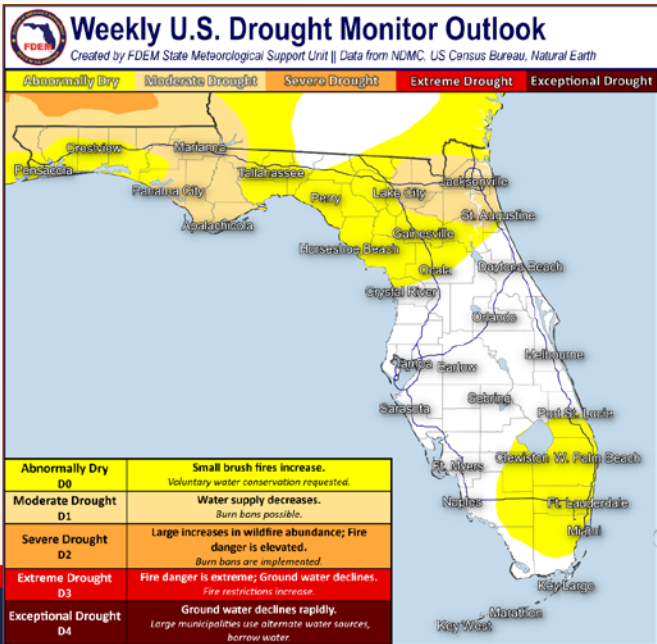 Weekly U.S. Drought Monitor Outlook
Created by FDEM State Meteorological Support Unit || Data from NDMC, US Census Bureau, Natural Earth
FDEM
Abnormally Dry Moderate Drought Severe Drought Extreme Drought Exceptional Drought
Crestview
Marianna
Pensacola
Tallahassee
Panama City
Perry
Lake City
Jacksonville
Apalachicola
St. Augustine
Gainesville
Horseshoe Beach
Ocala
Daytona Beach
Crystal River
Orlando
Melbourne
Tampa
Bartow
Sebring
Sarasota
Port St. Lucie
Clewiston
W. Palm Beach
Ft. Myers
Naples
Ft. Lauderdale
Miami
Key Largo
Marathon
Key West
Abnormally Dry
D0
Small brush fires increase.
Voluntary water conservation requested.
Moderate Drought
D1
Water supply decreases.
Burn bans possible.
Severe Drought
D2
Large increases in wildfire abundance; Fire
danger is elevated.
Burn bans are implemented.
Extreme Drought
D3
Fire danger is extreme; Ground water declines.
Fire restrictions increase.
Exceptional Drought
D4
Ground water declines rapidly.
Large municipalities use alternate water sources,
borrow water.